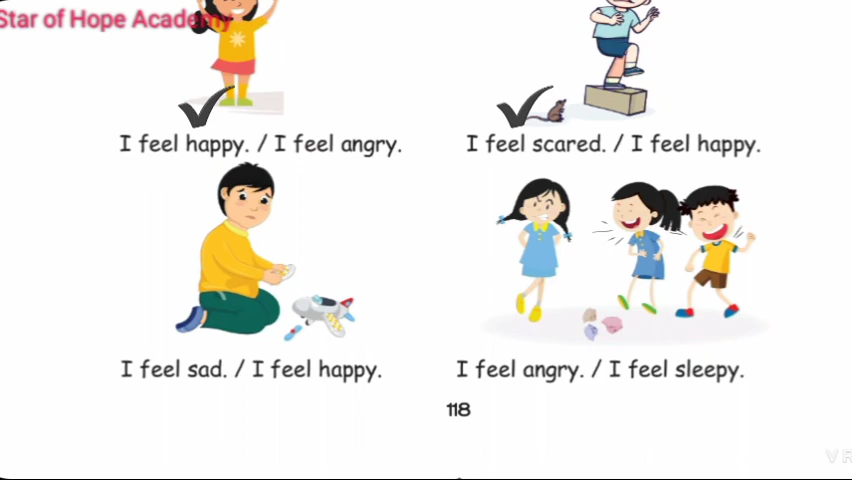 Star of Hope Academy
I feel happy. / I feel angry.
I feel scared. / I feel happy.
I feel sad. / I feel happy.
I feel angry. / I feel sleepy.
118
V R